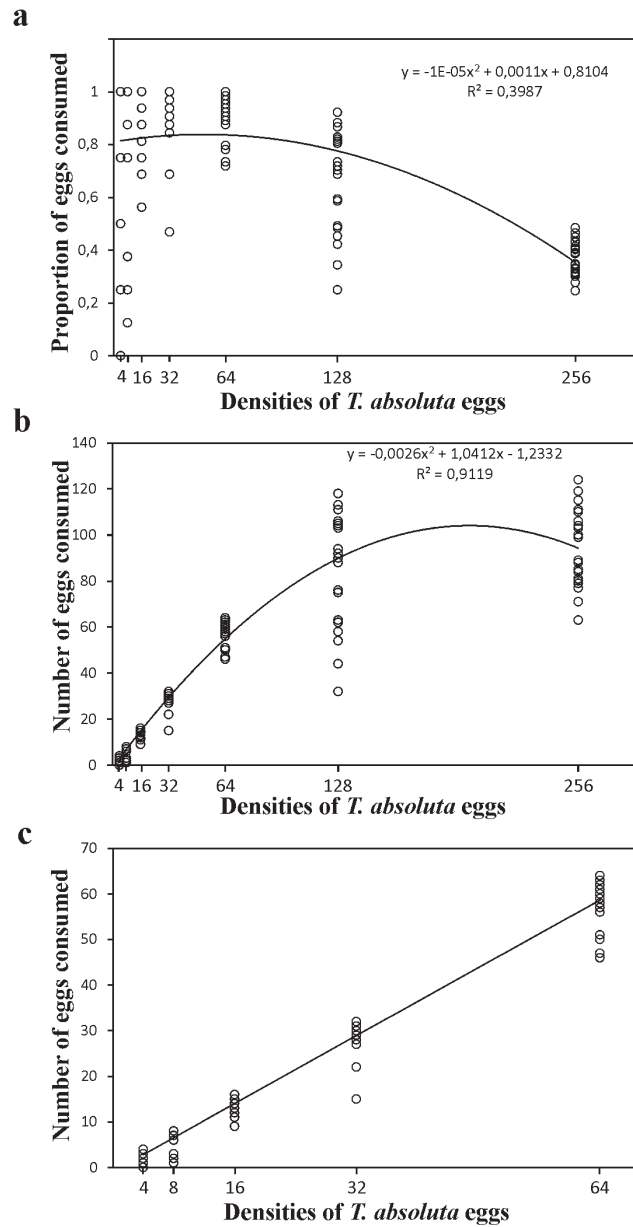 a
y = -1E-05x² + 0,0011x + 0,8104
R² = 0,3987
Proportion of eggs consumed
1
0,8
0,6
0,4
0,2
0
4 16 32 64 128 256
Densities of T. absoluta eggs
b
y = -0,0026x² + 1,0412x - 1,2332
R² = 0,9119
Number of eggs consumed
140
120
100
80
60
40
20
0
4 16 32 64 128 256
Densities of T. absoluta eggs
c
Number of eggs consumed
70
60
50
40
30
20
10
0
4 8 16 32 64
Densities of T. absoluta eggs